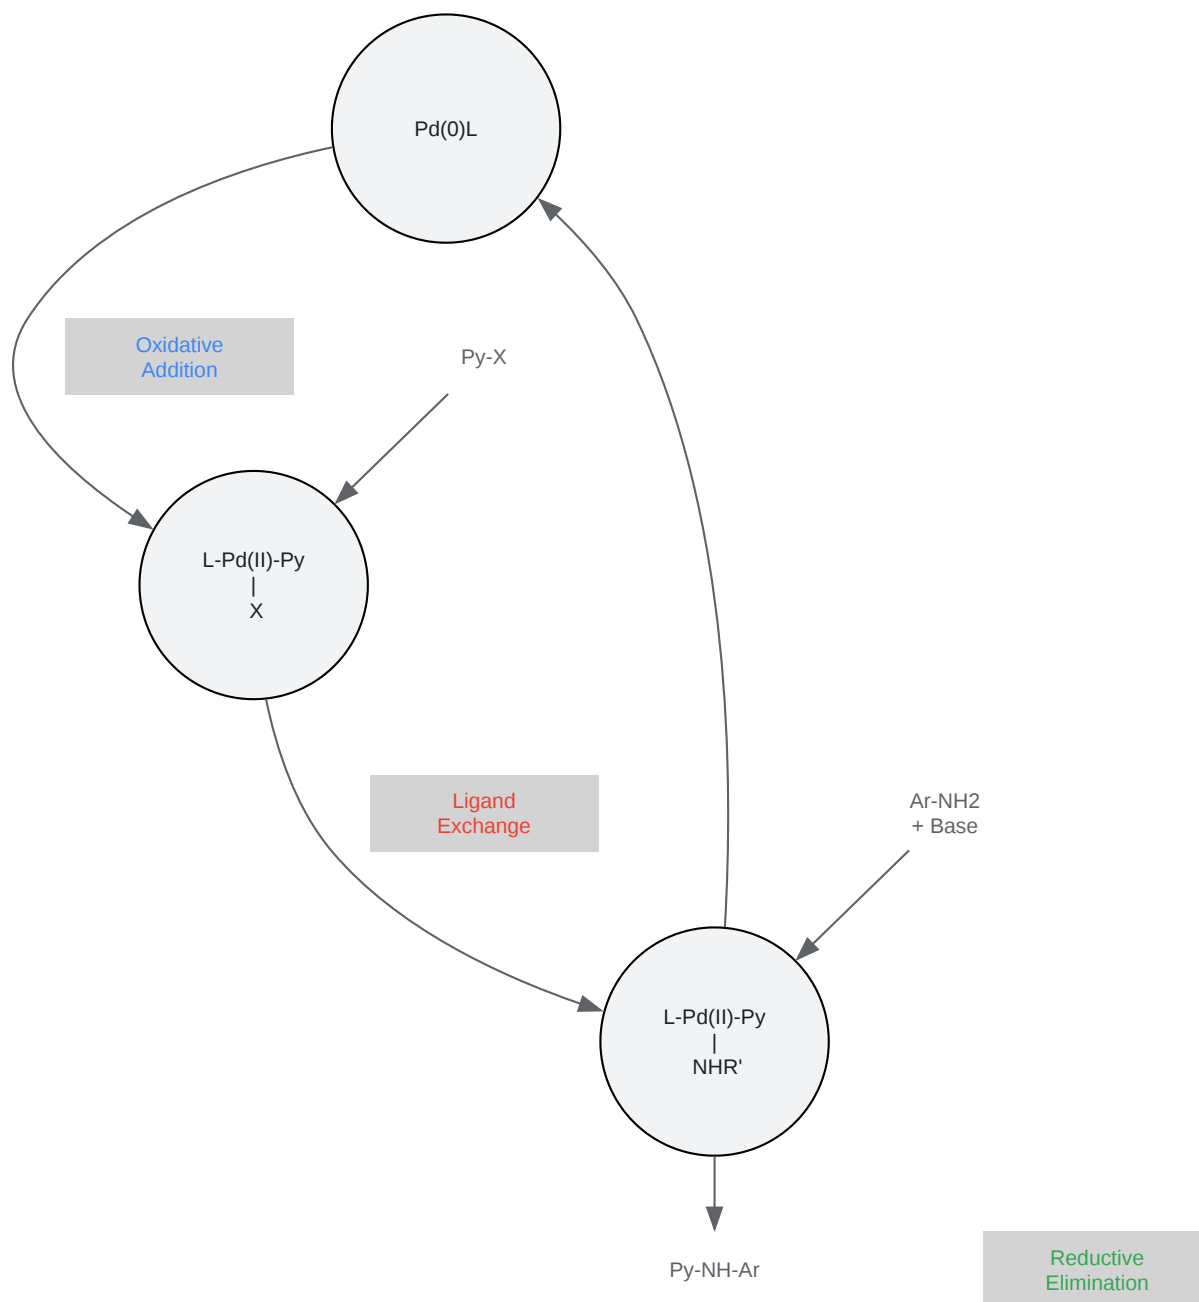 Pd(0)L
Oxidative
Addition
Py-X
L-Pd(II)-Py
|
X
Ligand
Exchange
Ar-NH2
+ Base
L-Pd(II)-Py
|
NHR'
Py-NH-Ar
Reductive
Elimination